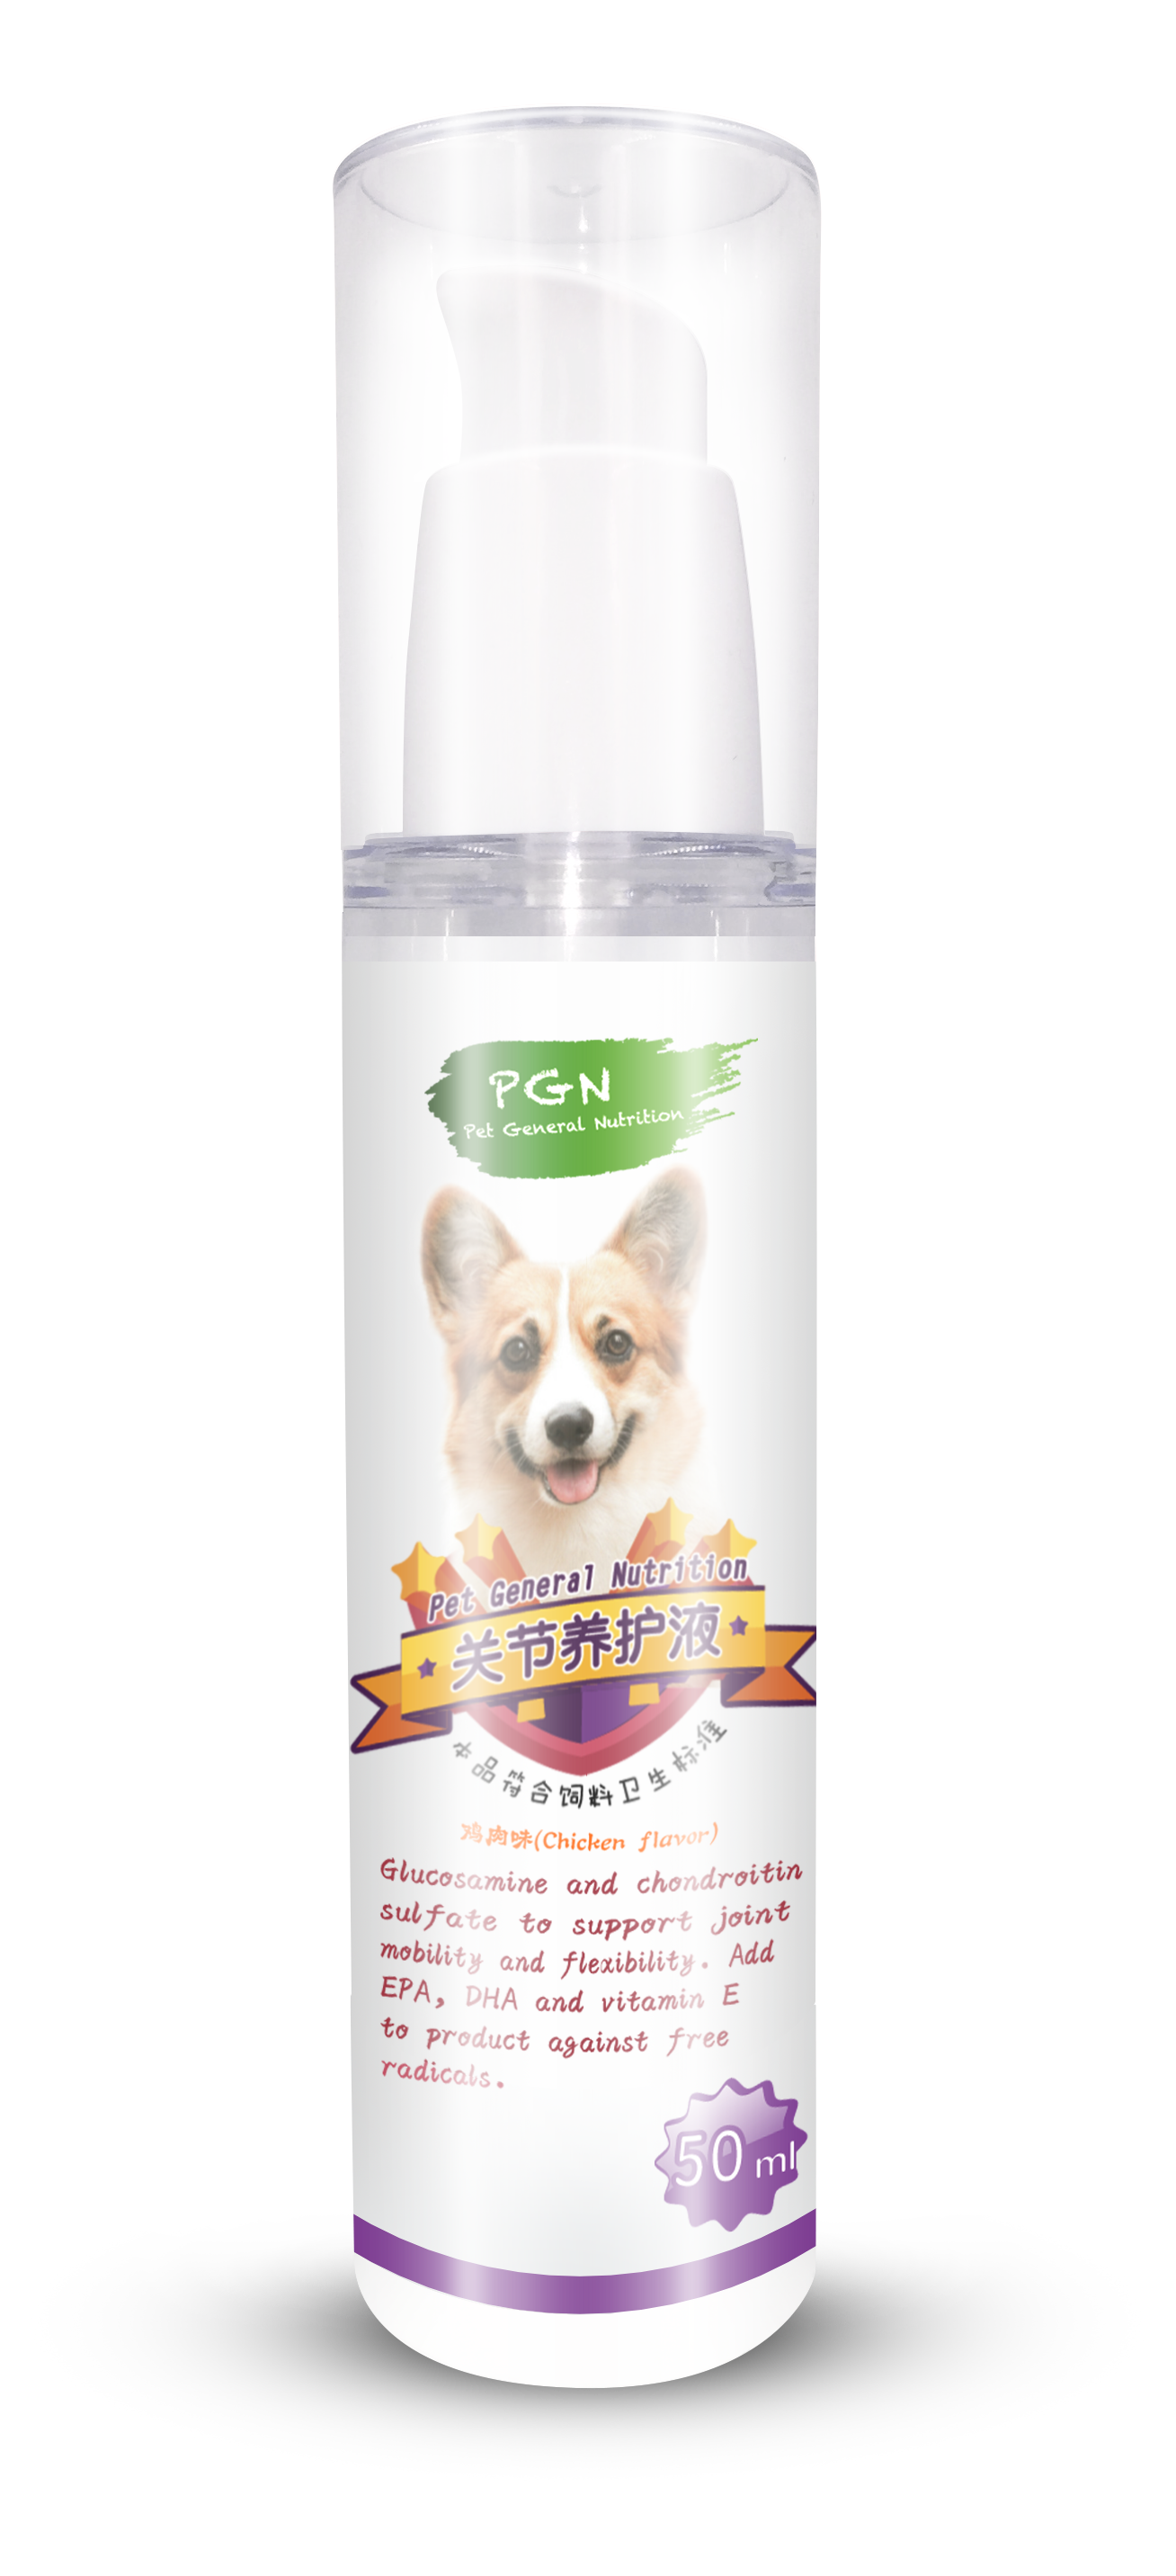 PGN
Pet General Nutrition
Pet General Nutrition
关节养护液
本品符合饲料卫生标准
鸡肉味(Chicken flavor)
Glucosamine and chondroitin
sulfate to support joint
mobility and flexibility. Add
EPA, DHA and vitamin E
to product against free
radicals.
50 ml